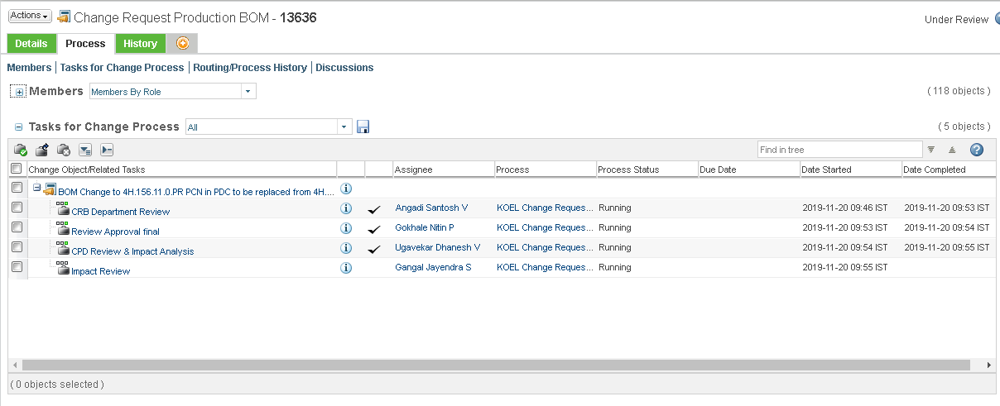 Actions
Change Request Production BOM - 13636
Under Review
Details Process History
Members Tasks for Change Process Routing/Process History Discussions
Members Members By Role ( 118 objects )
Tasks for Change Process All ( 5 objects )
Find in tree
Change Object/Related Tasks Assignee Process Process Status Due Date Date Started Date Completed
BOM Change to 4H.156.11.0.PR PCN in PDC to be replaced from 4H....
CRB Department Review Angadi Santosh V KOEL Change Reques... Running 2019-11-20 09:46 IST 2019-11-20 09:53 IST
Review Approval final Gokhale Nitin P KOEL Change Reques... Running 2019-11-20 09:53 IST 2019-11-20 09:54 IST
CPD Review & Impact Analysis Ugavekar Dhanesh V KOEL Change Reques... Running 2019-11-20 09:54 IST 2019-11-20 09:55 IST
Impact Review Gangal Jayendra S KOEL Change Reques... Running 2019-11-20 09:55 IST
( 0 objects selected )